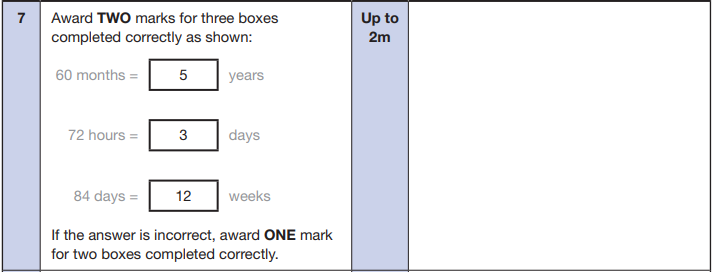 7
Award TWO marks for three boxes
completed correctly as shown:
Up to
2m
60 months = 5 years
72 hours = 3 days
84 days = 12 weeks
If the answer is incorrect, award ONE mark
for two boxes completed correctly.